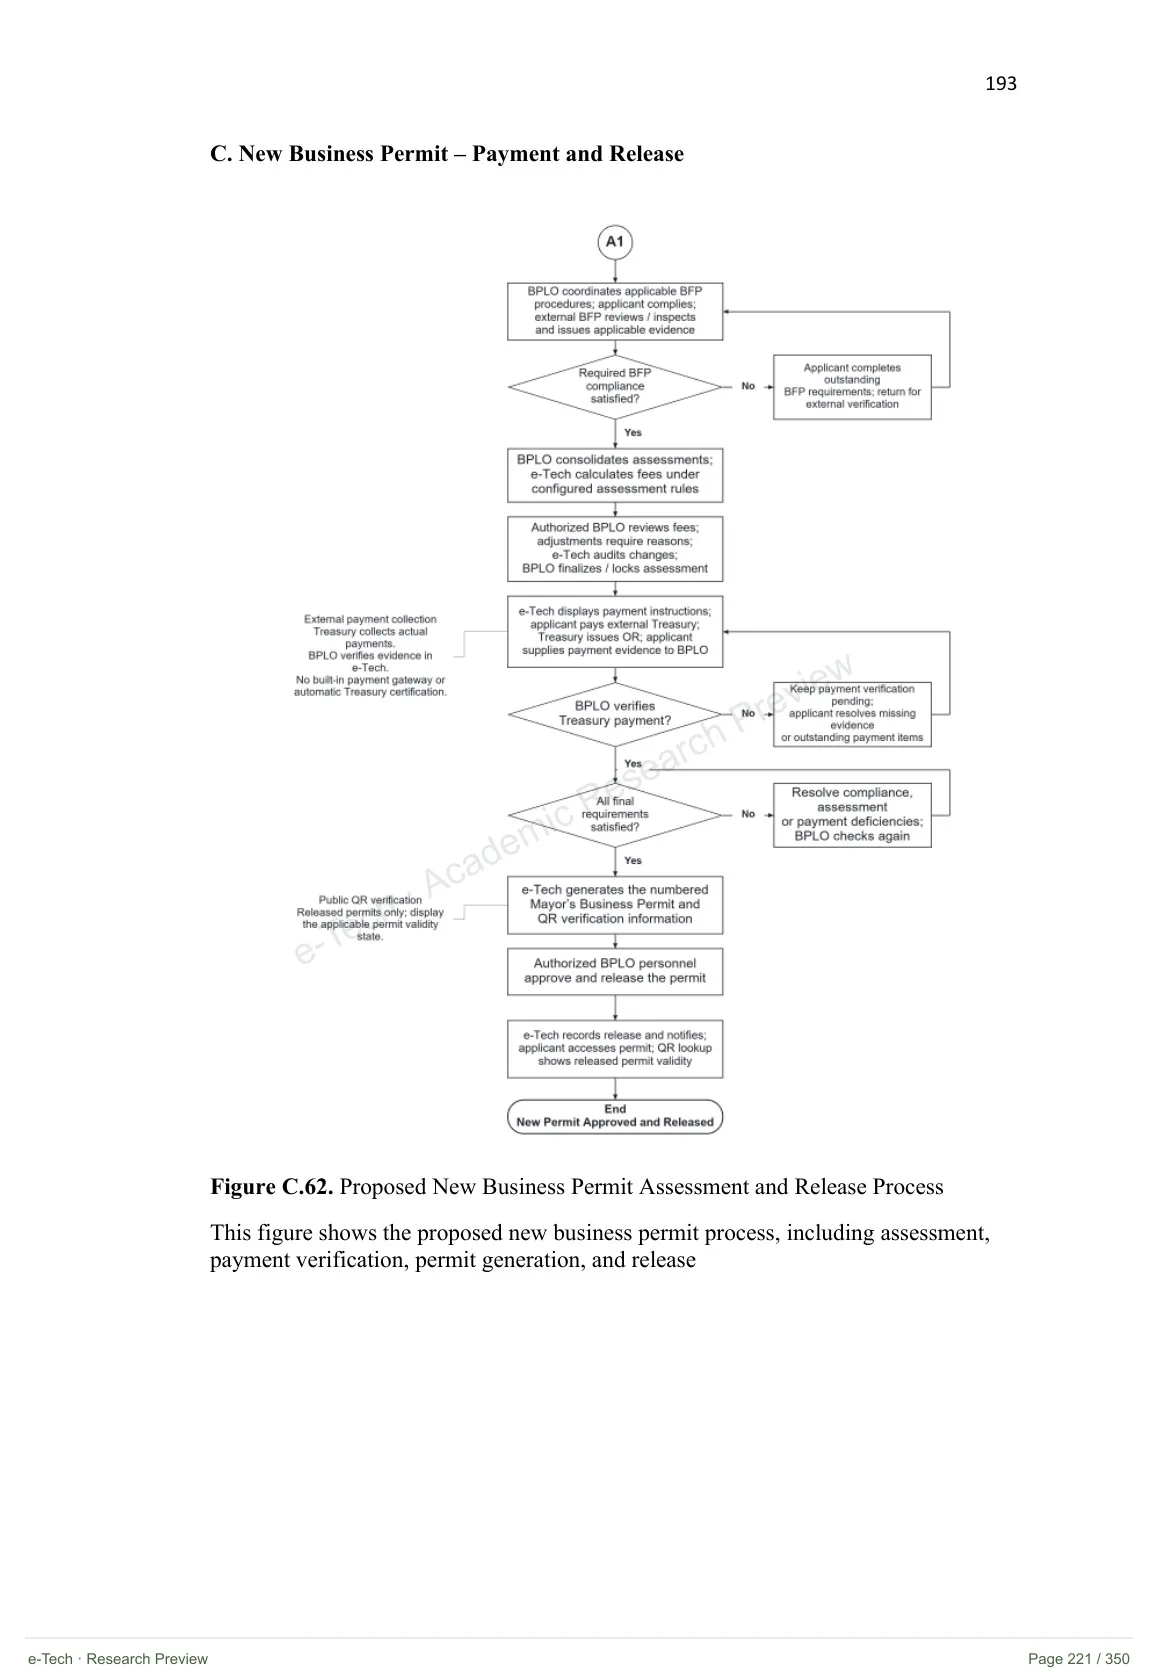 193
C. New Business Permit – Payment and Release
A1
BPLO coordinates applicable BFP
procedures; applicant complies;
external BFP reviews / inspects
and issues applicable evidence
Required BFP
compliance
satisfied?
No
Applicant completes
outstanding
BFP requirements; return for
external verification
Yes
BPLO consolidates assessments;
e-Tech calculates fees under
configured assessment rules
Authorized BPLO reviews fees;
adjustments require reasons;
e-Tech audits changes;
BPLO finalizes / locks assessment
e-Tech displays payment instructions;
applicant pays external Treasury;
Treasury issues OR; applicant
supplies payment evidence to BPLO
External payment collection
Treasury collects actual
payments.
BPLO verifies evidence in
e-Tech.
No built-in payment gateway or
automatic Treasury certification.
BPLO verifies
Treasury payment?
No
Keep payment verification
pending;
applicant resolves missing
evidence
or outstanding payment items
Yes
All final
requirements
satisfied?
No
Resolve compliance,
assessment
or payment deficiencies;
BPLO checks again
Yes
e-Tech generates the numbered
Mayor's Business Permit and
QR verification information
Public QR verification
Released permits only; display
the applicable permit validity
state.
Authorized BPLO personnel
approve and release the permit
e-Tech records release and notifies;
applicant accesses permit; QR lookup
shows released permit validity
End
New Permit Approved and Released
e-Tech · Academic Research Preview
Figure C.62. Proposed New Business Permit Assessment and Release Process
This figure shows the proposed new business permit process, including assessment,
payment verification, permit generation, and release
e-Tech · Research Preview
Page 221 / 350